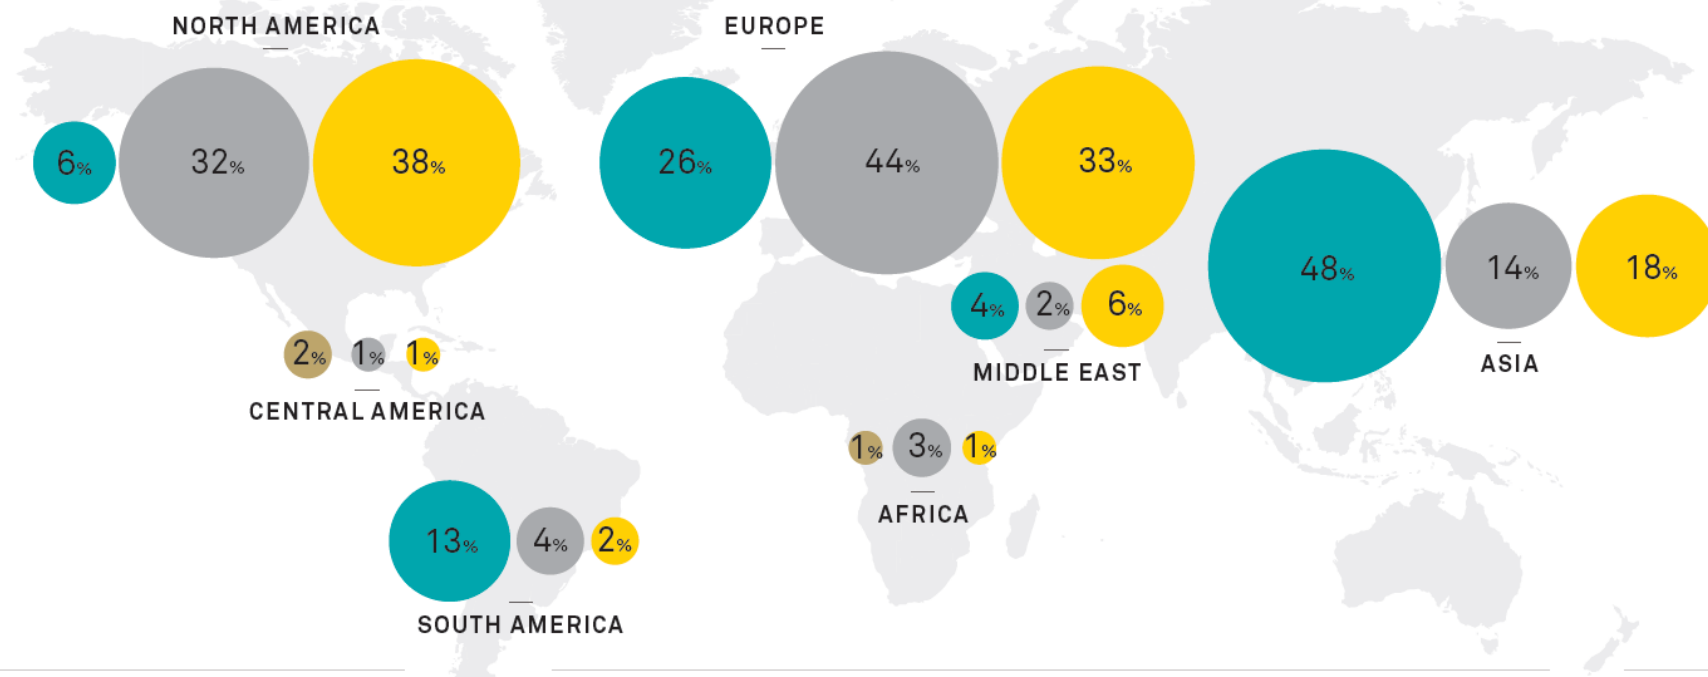 NORTH AMERICA
6% 32% 38%
EUROPE
26% 44% 33%
48% 14% 18%
ASIA
4% 2% 6%
MIDDLE EAST
2% 1% 1%
CENTRAL AMERICA
1% 3% 1%
AFRICA
13% 4% 2%
SOUTH AMERICA